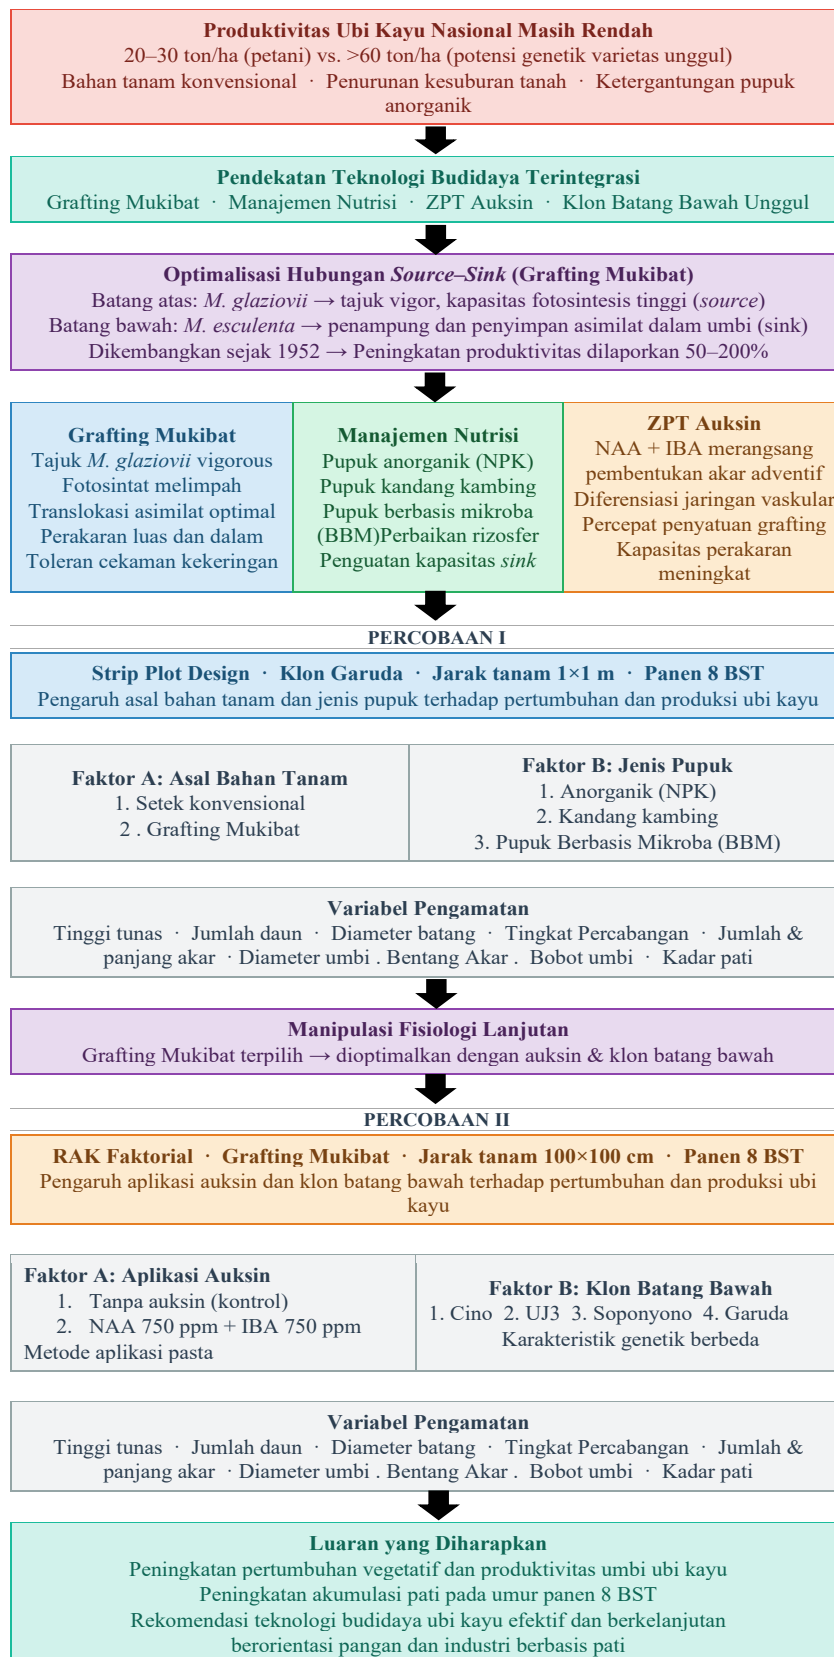 Produktivitas Ubi Kayu Nasional Masih Rendah
20–30 ton/ha (petani) vs. >60 ton/ha (potensi genetik varietas unggul)
Bahan tanam konvensional · Penurunan kesuburan tanah · Ketergantungan pupuk
anorganik
Pendekatan Teknologi Budidaya Terintegrasi
Grafting Mukibat · Manajemen Nutrisi · ZPT Auksin · Klon Batang Bawah Unggul
Optimalisasi Hubungan Source–Sink (Grafting Mukibat)
Batang atas: M. glaziovii → tajuk vigor, kapasitas fotosintesis tinggi (source)
Batang bawah: M. esculenta → penampung dan penyimpan asimilat dalam umbi (sink)
Dikembangkan sejak 1952 → Peningkatan produktivitas dilaporkan 50–200%
Grafting Mukibat
Tajuk M. glaziovii vigorous
Fotosintat melimpah
Translokasi asimilat optimal
Perakaran luas dan dalam
Toleran cekaman kekeringan
Manajemen Nutrisi
Pupuk anorganik (NPK)
Pupuk kandang kambing
Pupuk berbasis mikroba
(BBM)Perbaikan rizosfer
Penguatan kapasitas sink
ZPT Auksin
NAA + IBA merangsang
pembentukan akar adventif
Diferensiasi jaringan vaskular
Percepat penyatuan grafting
Kapasitas perakaran
meningkat
PERCOBAAN I
Strip Plot Design · Klon Garuda · Jarak tanam 1×1 m · Panen 8 BST
Pengaruh asal bahan tanam dan jenis pupuk terhadap pertumbuhan dan produksi ubi kayu
Faktor A: Asal Bahan Tanam
1. Setek konvensional
2 . Grafting Mukibat
Faktor B: Jenis Pupuk
1. Anorganik (NPK)
2. Kandang kambing
3. Pupuk Berbasis Mikroba (BBM)
Variabel Pengamatan
Tinggi tunas · Jumlah daun · Diameter batang · Tingkat Percabangan · Jumlah &
panjang akar · Diameter umbi . Bentang Akar . Bobot umbi · Kadar pati
Manipulasi Fisiologi Lanjutan
Grafting Mukibat terpilih → dioptimalkan dengan auksin & klon batang bawah
PERCOBAAN II
RAK Faktorial · Grafting Mukibat · Jarak tanam 100×100 cm · Panen 8 BST
Pengaruh aplikasi auksin dan klon batang bawah terhadap pertumbuhan dan produksi ubi
kayu
Faktor A: Aplikasi Auksin
1. Tanpa auksin (kontrol)
2. NAA 750 ppm + IBA 750 ppm
Metode aplikasi pasta
Faktor B: Klon Batang Bawah
1. Cino 2. UJ3 3. Soponyono 4. Garuda
Karakteristik genetik berbeda
Variabel Pengamatan
Tinggi tunas · Jumlah daun · Diameter batang · Tingkat Percabangan · Jumlah &
panjang akar · Diameter umbi . Bentang Akar . Bobot umbi · Kadar pati
Luaran yang Diharapkan
Peningkatan pertumbuhan vegetatif dan produktivitas umbi ubi kayu
Peningkatan akumulasi pati pada umur panen 8 BST
Rekomendasi teknologi budidaya ubi kayu efektif dan berkelanjutan
berorientasi pangan dan industri berbasis pati